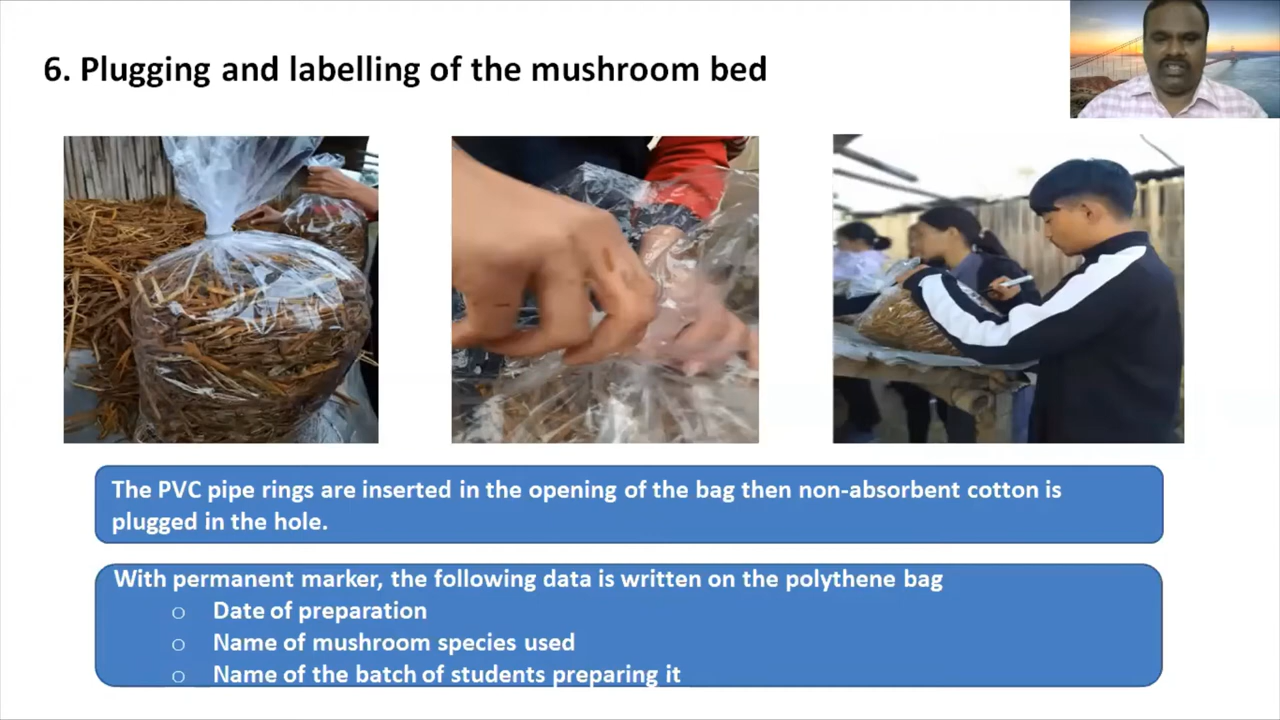 6. Plugging and labelling of the mushroom bed
The PVC pipe rings are inserted in the opening of the bag then non-absorbent cotton is
plugged in the hole.
With permanent marker, the following data is written on the polythene bag
o Date of preparation
o Name of mushroom species used
o Name of the batch of students preparing it